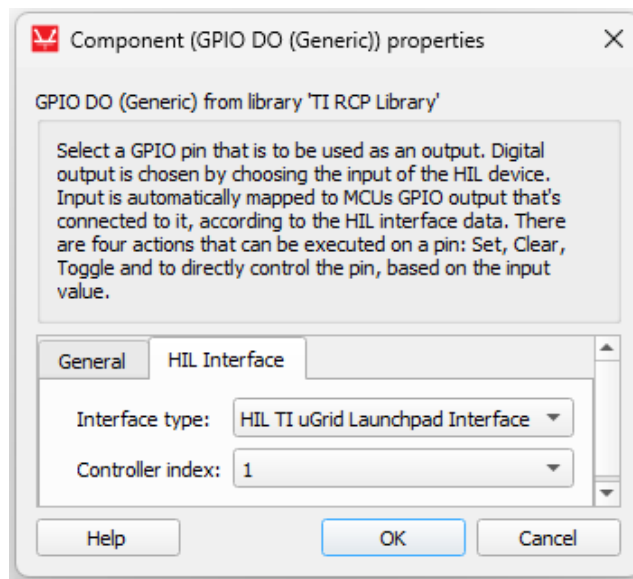 Component (GPIO DO (Generic)) properties
GPIO DO (Generic) from library 'TI RCP Library'
Select a GPIO pin that is to be used as an output. Digital
output is chosen by choosing the input of the HIL device.
Input is automatically mapped to MCUs GPIO output that's
connected to it, according to the HIL interface data. There
are four actions that can be executed on a pin: Set, Clear,
Toggle and to directly control the pin, based on the input
value.
General HIL Interface
Interface type: HIL TI uGrid Launchpad Interface
Controller index: 1
Help OK Cancel